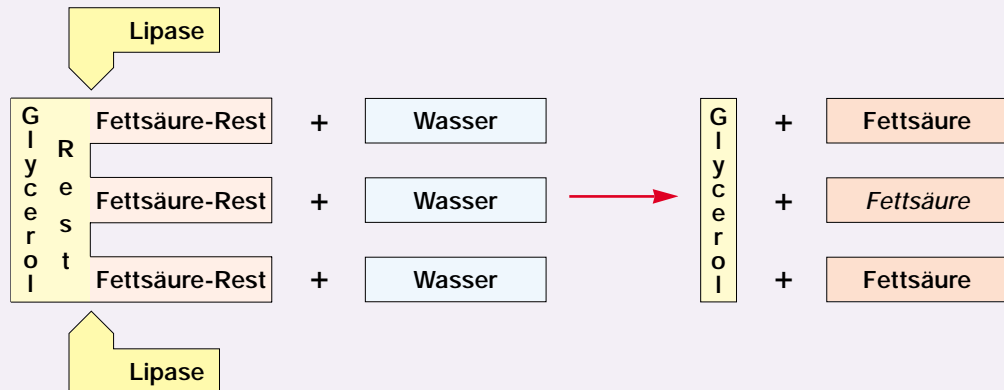 Lipase
Glycerol Rest Fettsäure-Rest + Wasser Glycerol + Fettsäure
Fettsäure-Rest + Wasser + Fettsäure
Fettsäure-Rest + Wasser + Fettsäure
Lipase